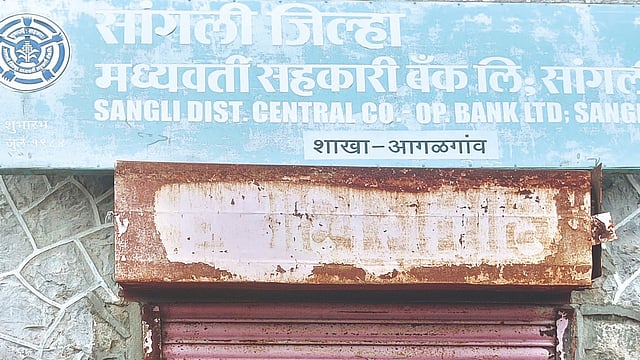 सांगली जिल्हा
मध्यवर्ती सहकारी बँक लि; सांगली
SANGLI DIST. CENTRAL CO-OP. BANK LTD; SANG
शाखा-आगळगांव